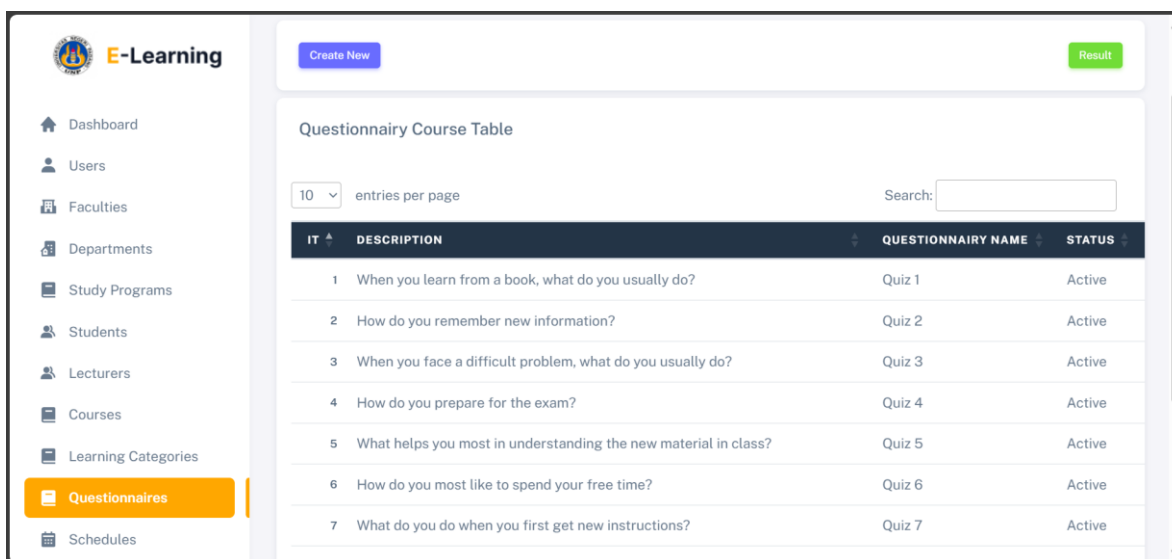 E-Learning
Dashboard
Users
Faculties
Departments
Study Programs
Students
Lecturers
Courses
Learning Categories
Questionnaires
Schedules
Create New
Result
Questionnairy Course Table
10 entries per page
Search:
IT DESCRIPTION QUESTIONNAIRY NAME STATUS
1 When you learn from a book, what do you usually do? Quiz 1 Active
2 How do you remember new information? Quiz 2 Active
3 When you face a difficult problem, what do you usually do? Quiz 3 Active
4 How do you prepare for the exam? Quiz 4 Active
5 What helps you most in understanding the new material in class? Quiz 5 Active
6 How do you most like to spend your free time? Quiz 6 Active
7 What do you do when you first get new instructions? Quiz 7 Active